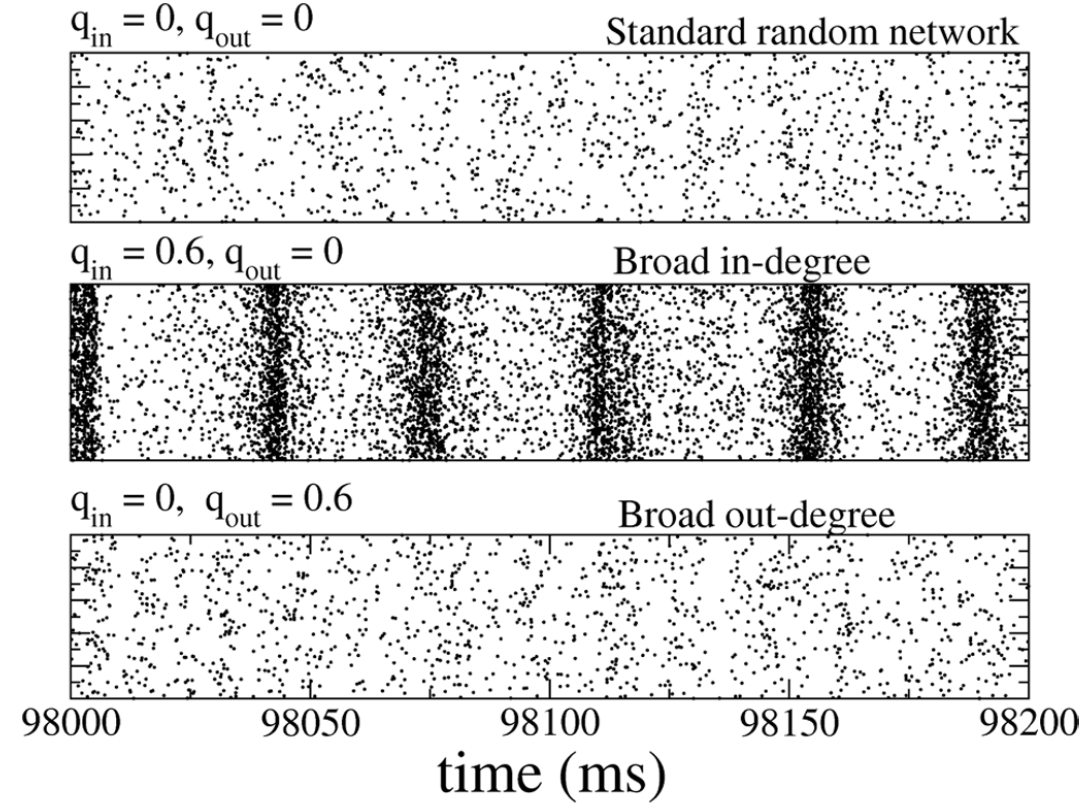 q_in = 0, q_out = 0
Standard random network
q_in = 0.6, q_out = 0
Broad in-degree
q_in = 0, q_out = 0.6
Broad out-degree
98000 98050 98100 98150 98200
time (ms)